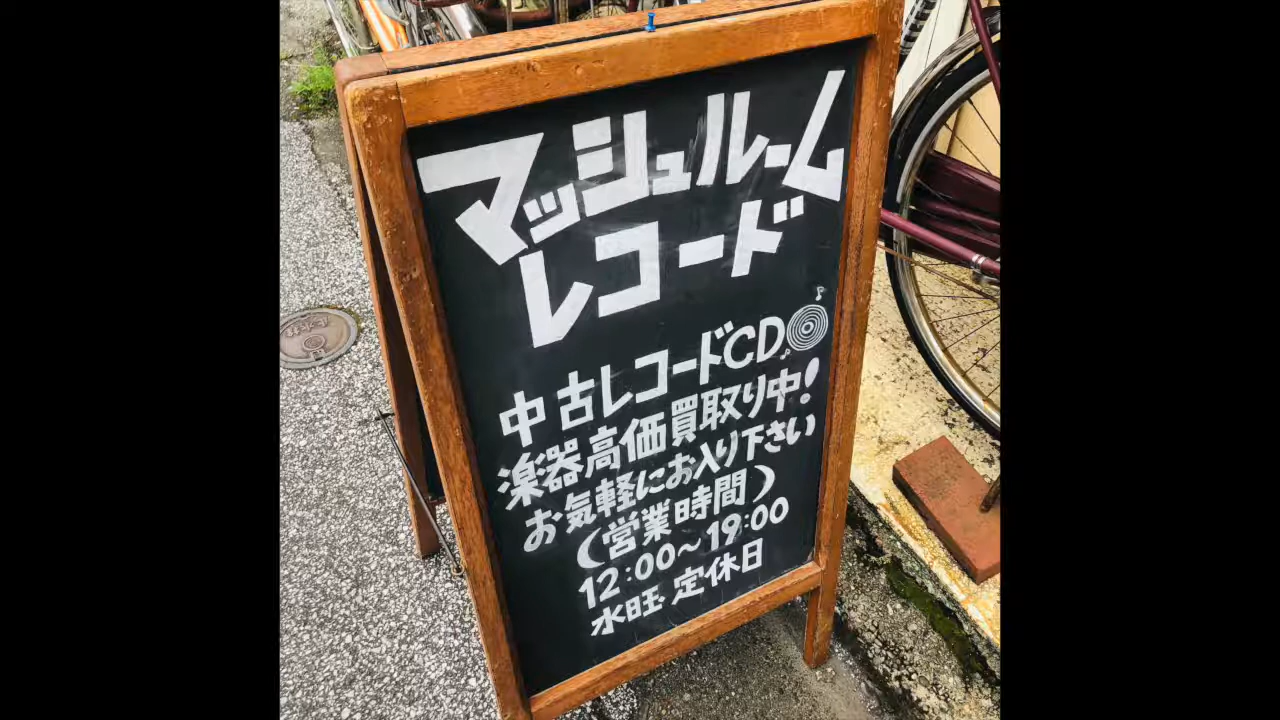 マッシュルーム
レコード
中古レコードCD
楽器高価買取り中!
お気軽にお入り下さい
(営業時間)
12:00~19:00
水旺 定休日